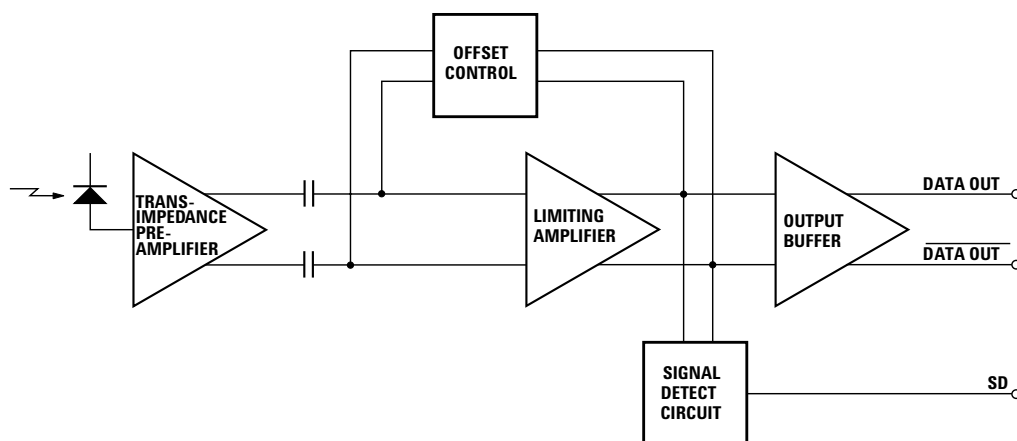 OFFSET
CONTROL
TRANS-
IMPEDANCE
PRE-
AMPLIFIER
LIMITING
AMPLIFIER
OUTPUT
BUFFER
DATA OUT
DATA OUT
SIGNAL
DETECT
CIRCUIT
SD